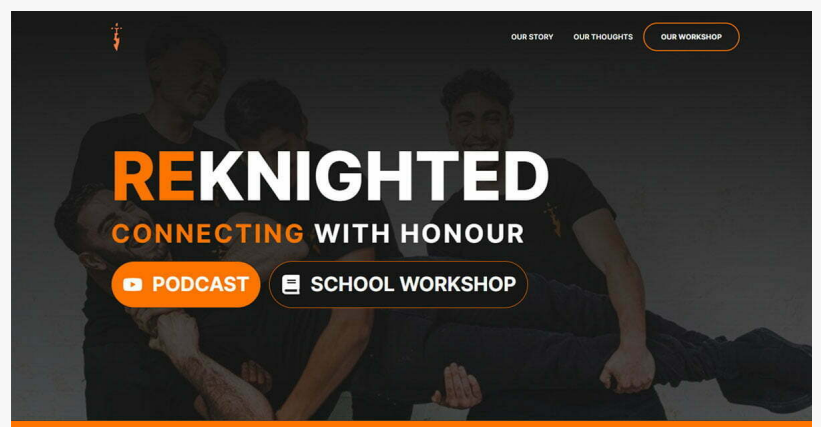 OUR STORY OUR THOUGHTS OUR WORKSHOP
REKNIGHTED
CONNECTING WITH HONOUR
PODCAST SCHOOL WORKSHOP